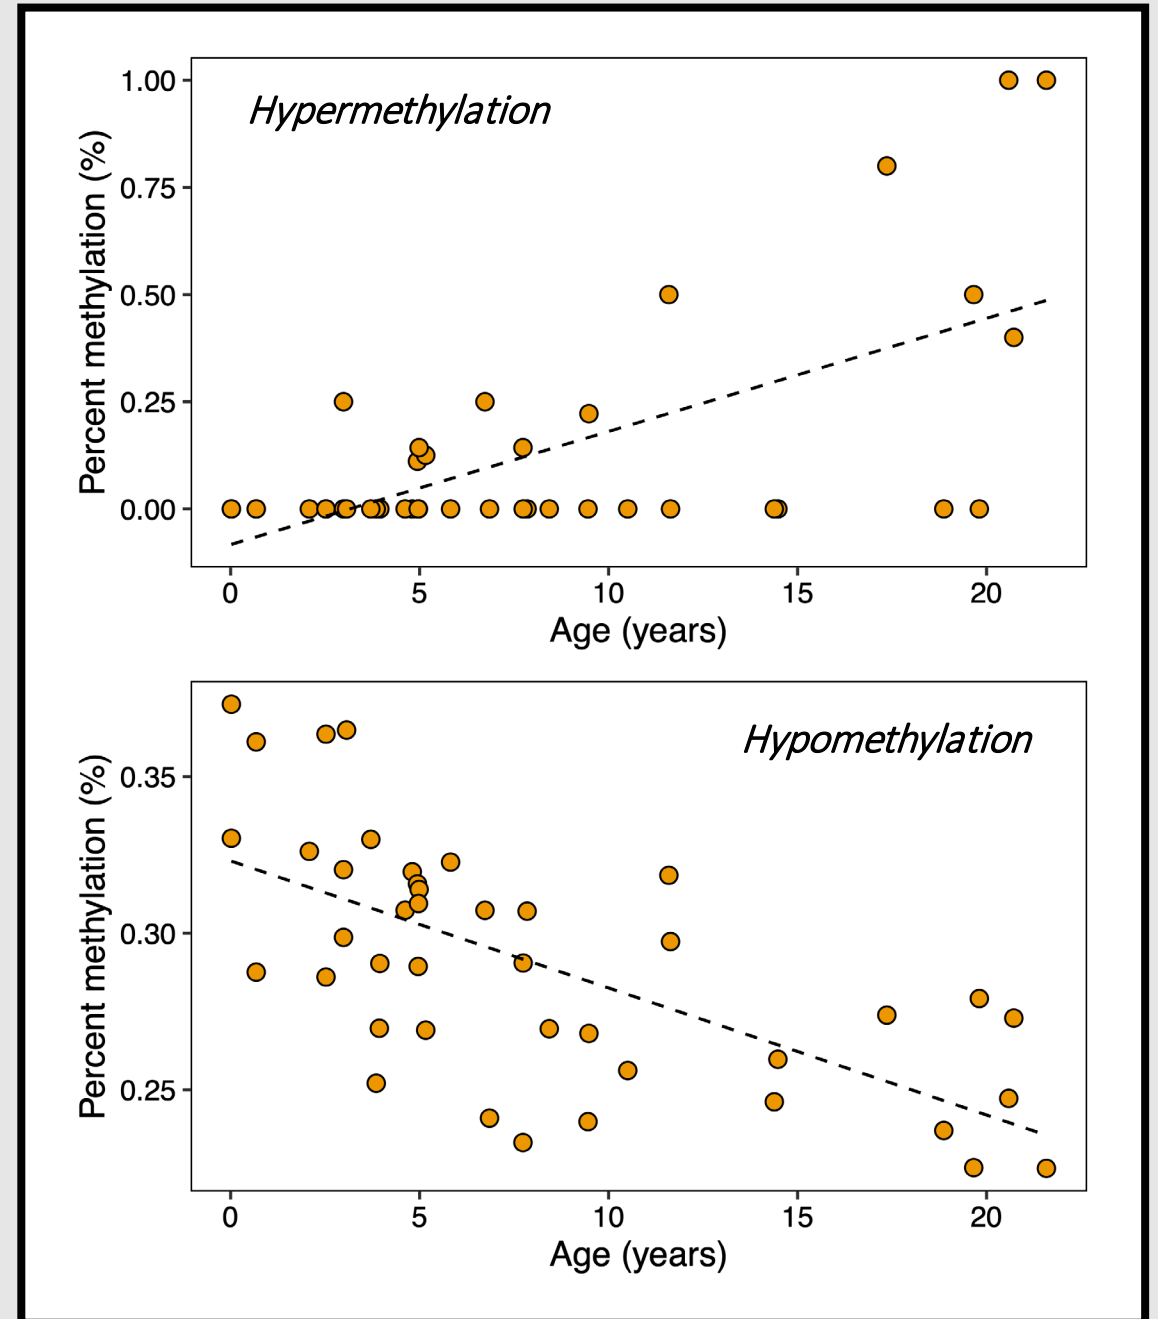 Hypermethylation
Percent methylation (%)
1.00
0.75
0.50
0.25
0.00
0 5 10 15 20
Age (years)
Hypomethylation
Percent methylation (%)
0.35
0.30
0.25
0 5 10 15 20
Age (years)